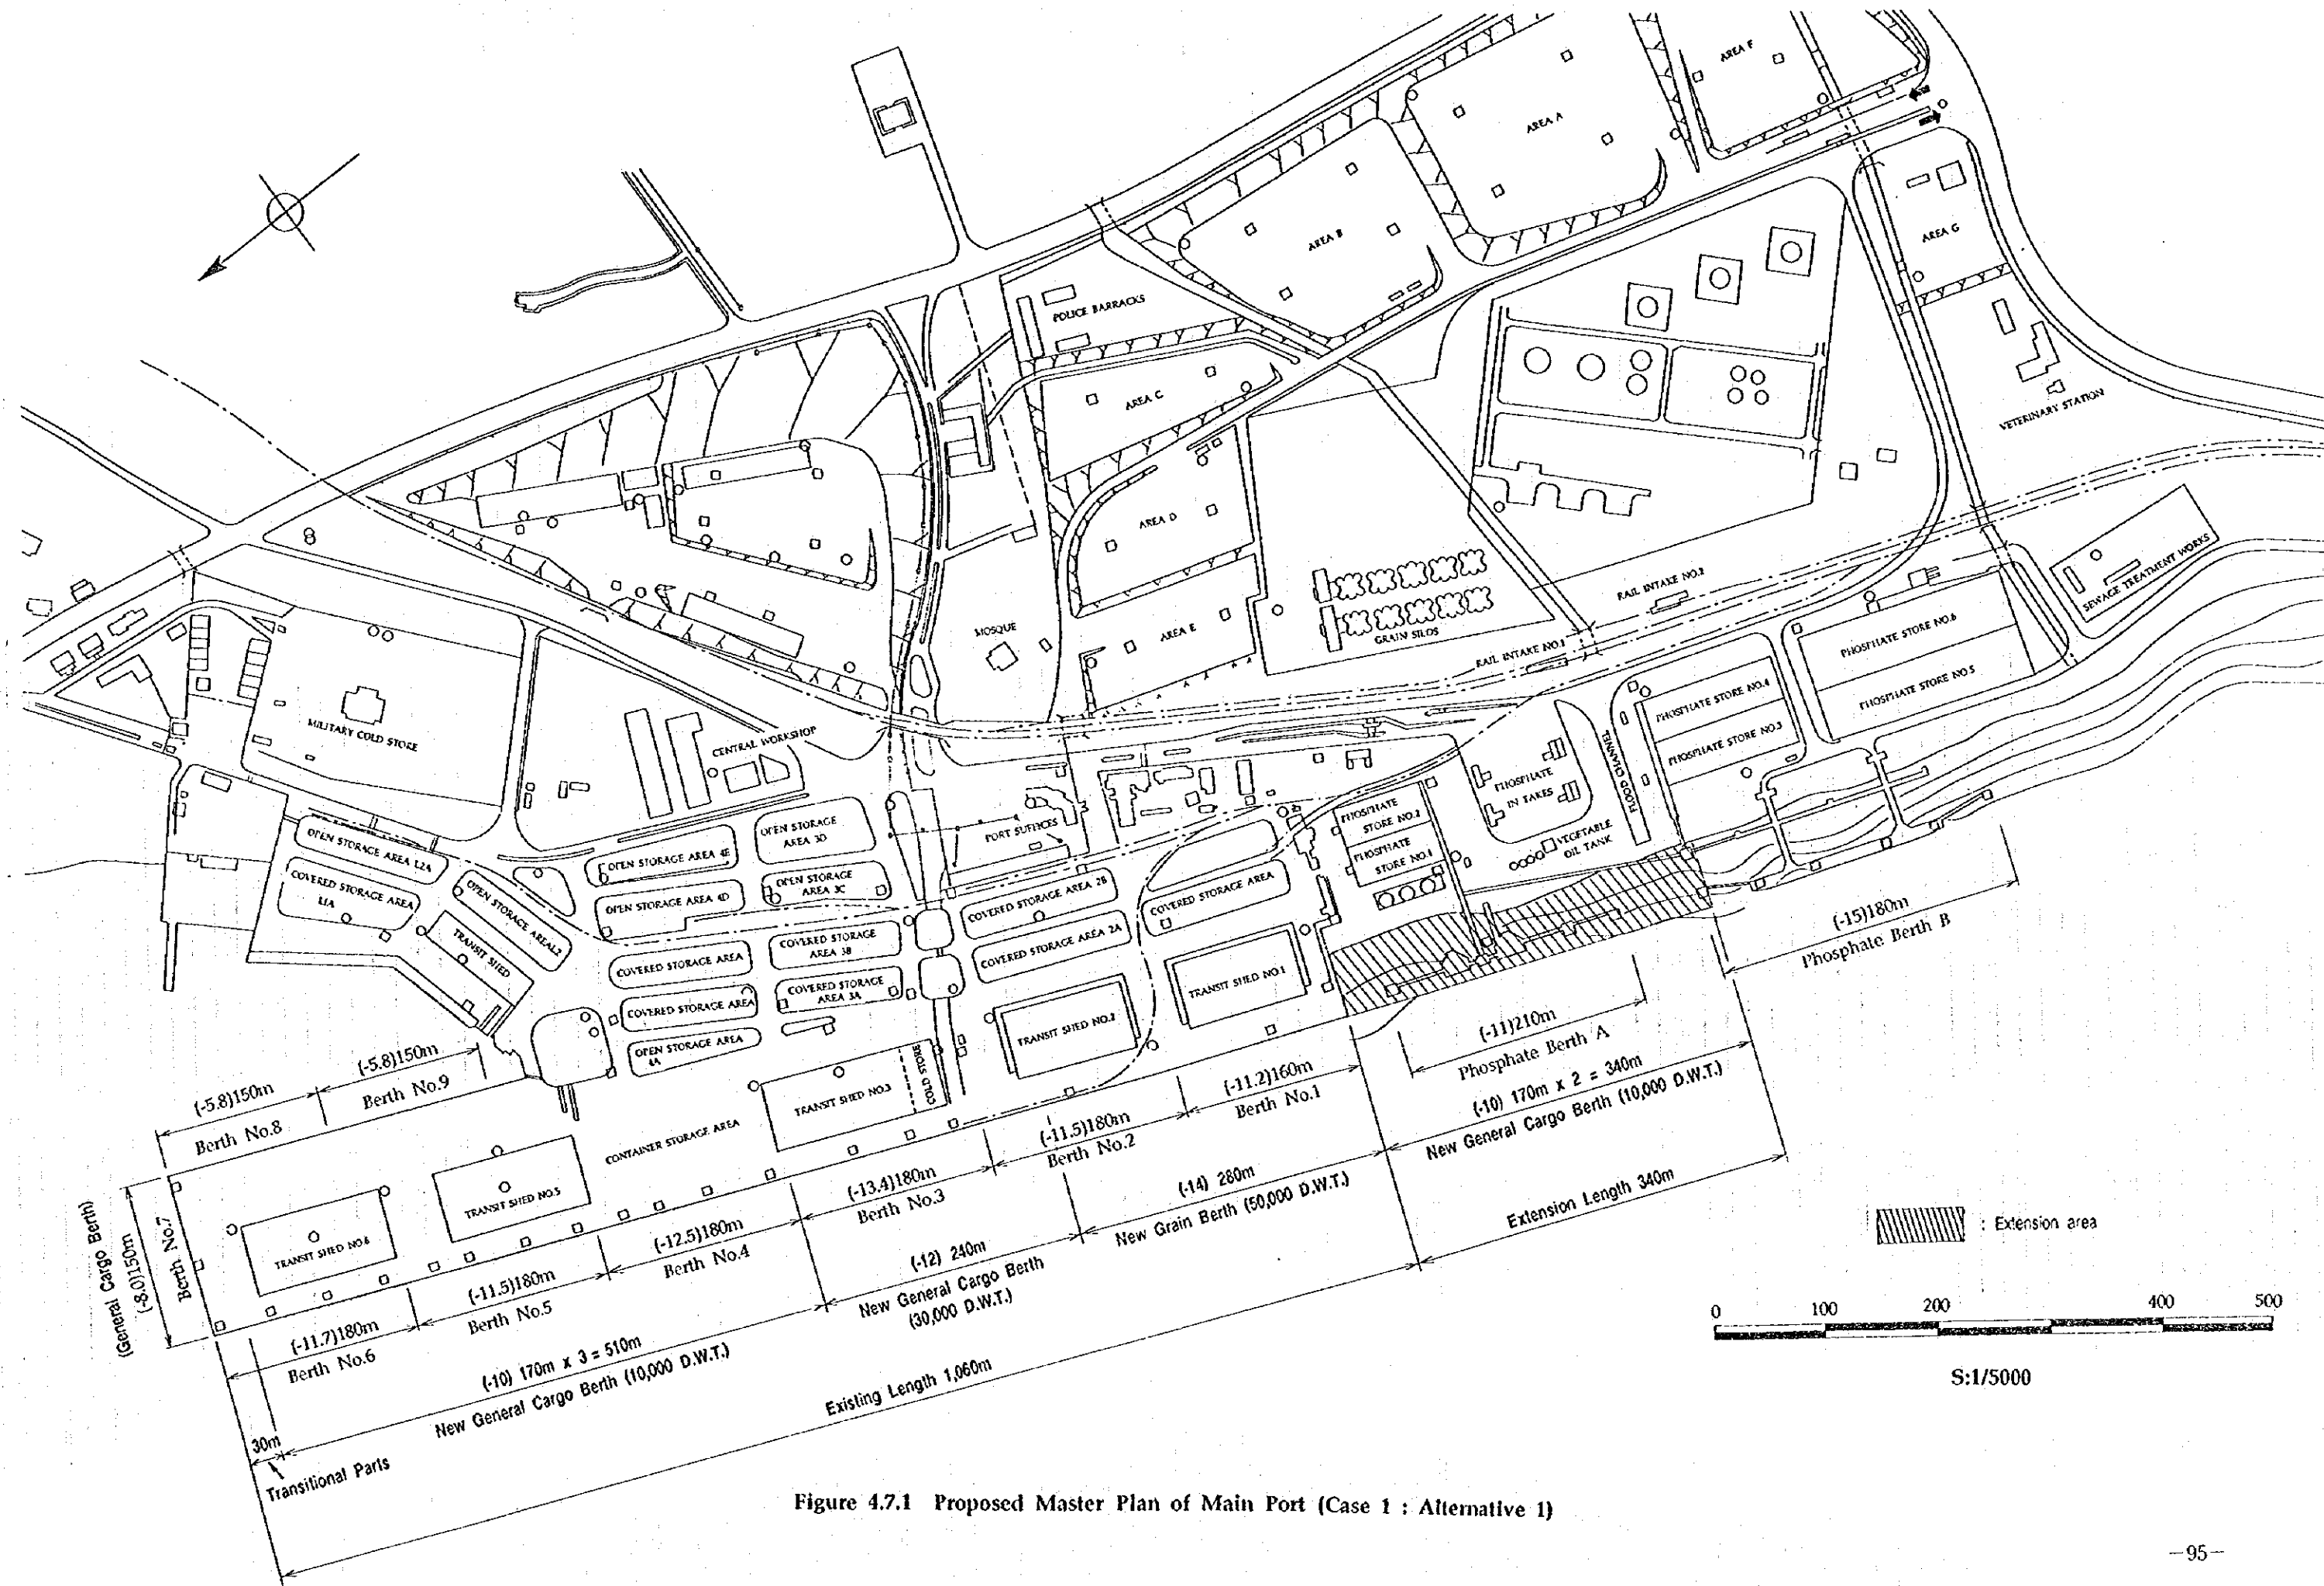 AREA F
AREA A
AREA B
AREA G
POLICE BARRACKS
AREA C
VETERINARY STATION
AREA D
AREA E
MOSQUE
GRAIN SILOS
RAIL INTAKE NO.2
RAIL INTAKE NO.1
SEWAGE TREATMENT WORKS
PHOSPHATE STORE NO.6
PHOSPHATE STORE NO.5
PHOSPHATE STORE NO.4
PHOSPHATE STORE NO.3
MILITARY COLD STORE
CENTRAL WORKSHOP
FLOOD CHANNEL
PHOSPHATE
IN TAKES
VEGETABLE
OIL TANK
PHOSPHATE
STORE NO.2
PHOSPHATE
STORE NO.1
OPEN STORAGE AREA L2A
COVERED STORAGE AREA
L1A
OPEN STORAGE AREA L2
TRANSIT SHED
OPEN STORAGE AREA 4E
OPEN STORAGE
AREA 3D
OPEN STORAGE AREA 4D
OPEN STORAGE
AREA 3C
COVERED STORAGE AREA
COVERED STORAGE
AREA 3B
COVERED STORAGE AREA
COVERED STORAGE
AREA 3A
OPEN STORAGE AREA
4A
COVERED STORAGE AREA 2B
COVERED STORAGE AREA 2A
COVERED STORAGE AREA
TRANSIT SHED NO.1
TRANSIT SHED NO.2
TRANSIT SHED NO.3
COLD STORE
CONTAINER STORAGE AREA
TRANSIT SHED NO.5
TRANSIT SHED NO.6
(-15)180m
Phosphate Berth B
(-11)210m
Phosphate Berth A
(-10) 170m x 2 = 340m
New General Cargo Berth (10,000 D.W.T.)
Extension Length 340m
(-5.8)150m
Berth No.8
(-5.8)150m
Berth No.9
(General Cargo Berth)
(-8.0)150m
Berth No.7
(-11.2)160m
Berth No.1
(-11.5)180m
Berth No.2
(-13.4)180m
Berth No.3
(-12.5)180m
Berth No.4
(-11.5)180m
Berth No.5
(-11.7)180m
Berth No.6
(-14) 280m
New Grain Berth (50,000 D.W.T.)
(-12) 240m
New General Cargo Berth
(30,000 D.W.T.)
(-10) 170m x 3 = 510m
New General Cargo Berth (10,000 D.W.T.)
30m
Transitional Parts
Existing Length 1,060m
: Extension area
0 100 200 400 500
S:1/5000
Figure 4.7.1 Proposed Master Plan of Main Port (Case 1 : Alternative 1)
-95-